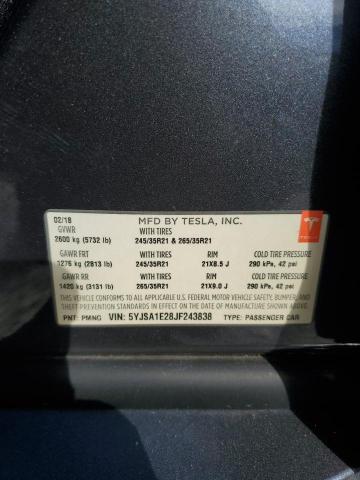 02/18 MFD BY TESLA, INC.
GVWR WITH TIRES
2600 kg (5732 lb) 245/35R21 & 265/35R21
GAWR FRT WITH TIRES RIM COLD TIRE PRESSURE
1276 kg (2813 lb) 245/35R21 21X8.5 J 290 kPa, 42 psi
GAWR RR WITH TIRES RIM COLD TIRE PRESSURE
1420 kg (3131 lb) 265/35R21 21X9.0 J 290 kPa, 42 psi
THIS VEHICLE CONFORMS TO ALL APPLICABLE U.S. FEDERAL MOTOR VEHICLE SAFETY, BUMPER, AND
THEFT PREVENTION STANDARDS IN EFFECT ON THE DATE OF MANUFACTURE SHOWN ABOVE.
PNT: PMNG VIN: 5YJSA1E28JF243838 TYPE: PASSENGER CAR
TESLA